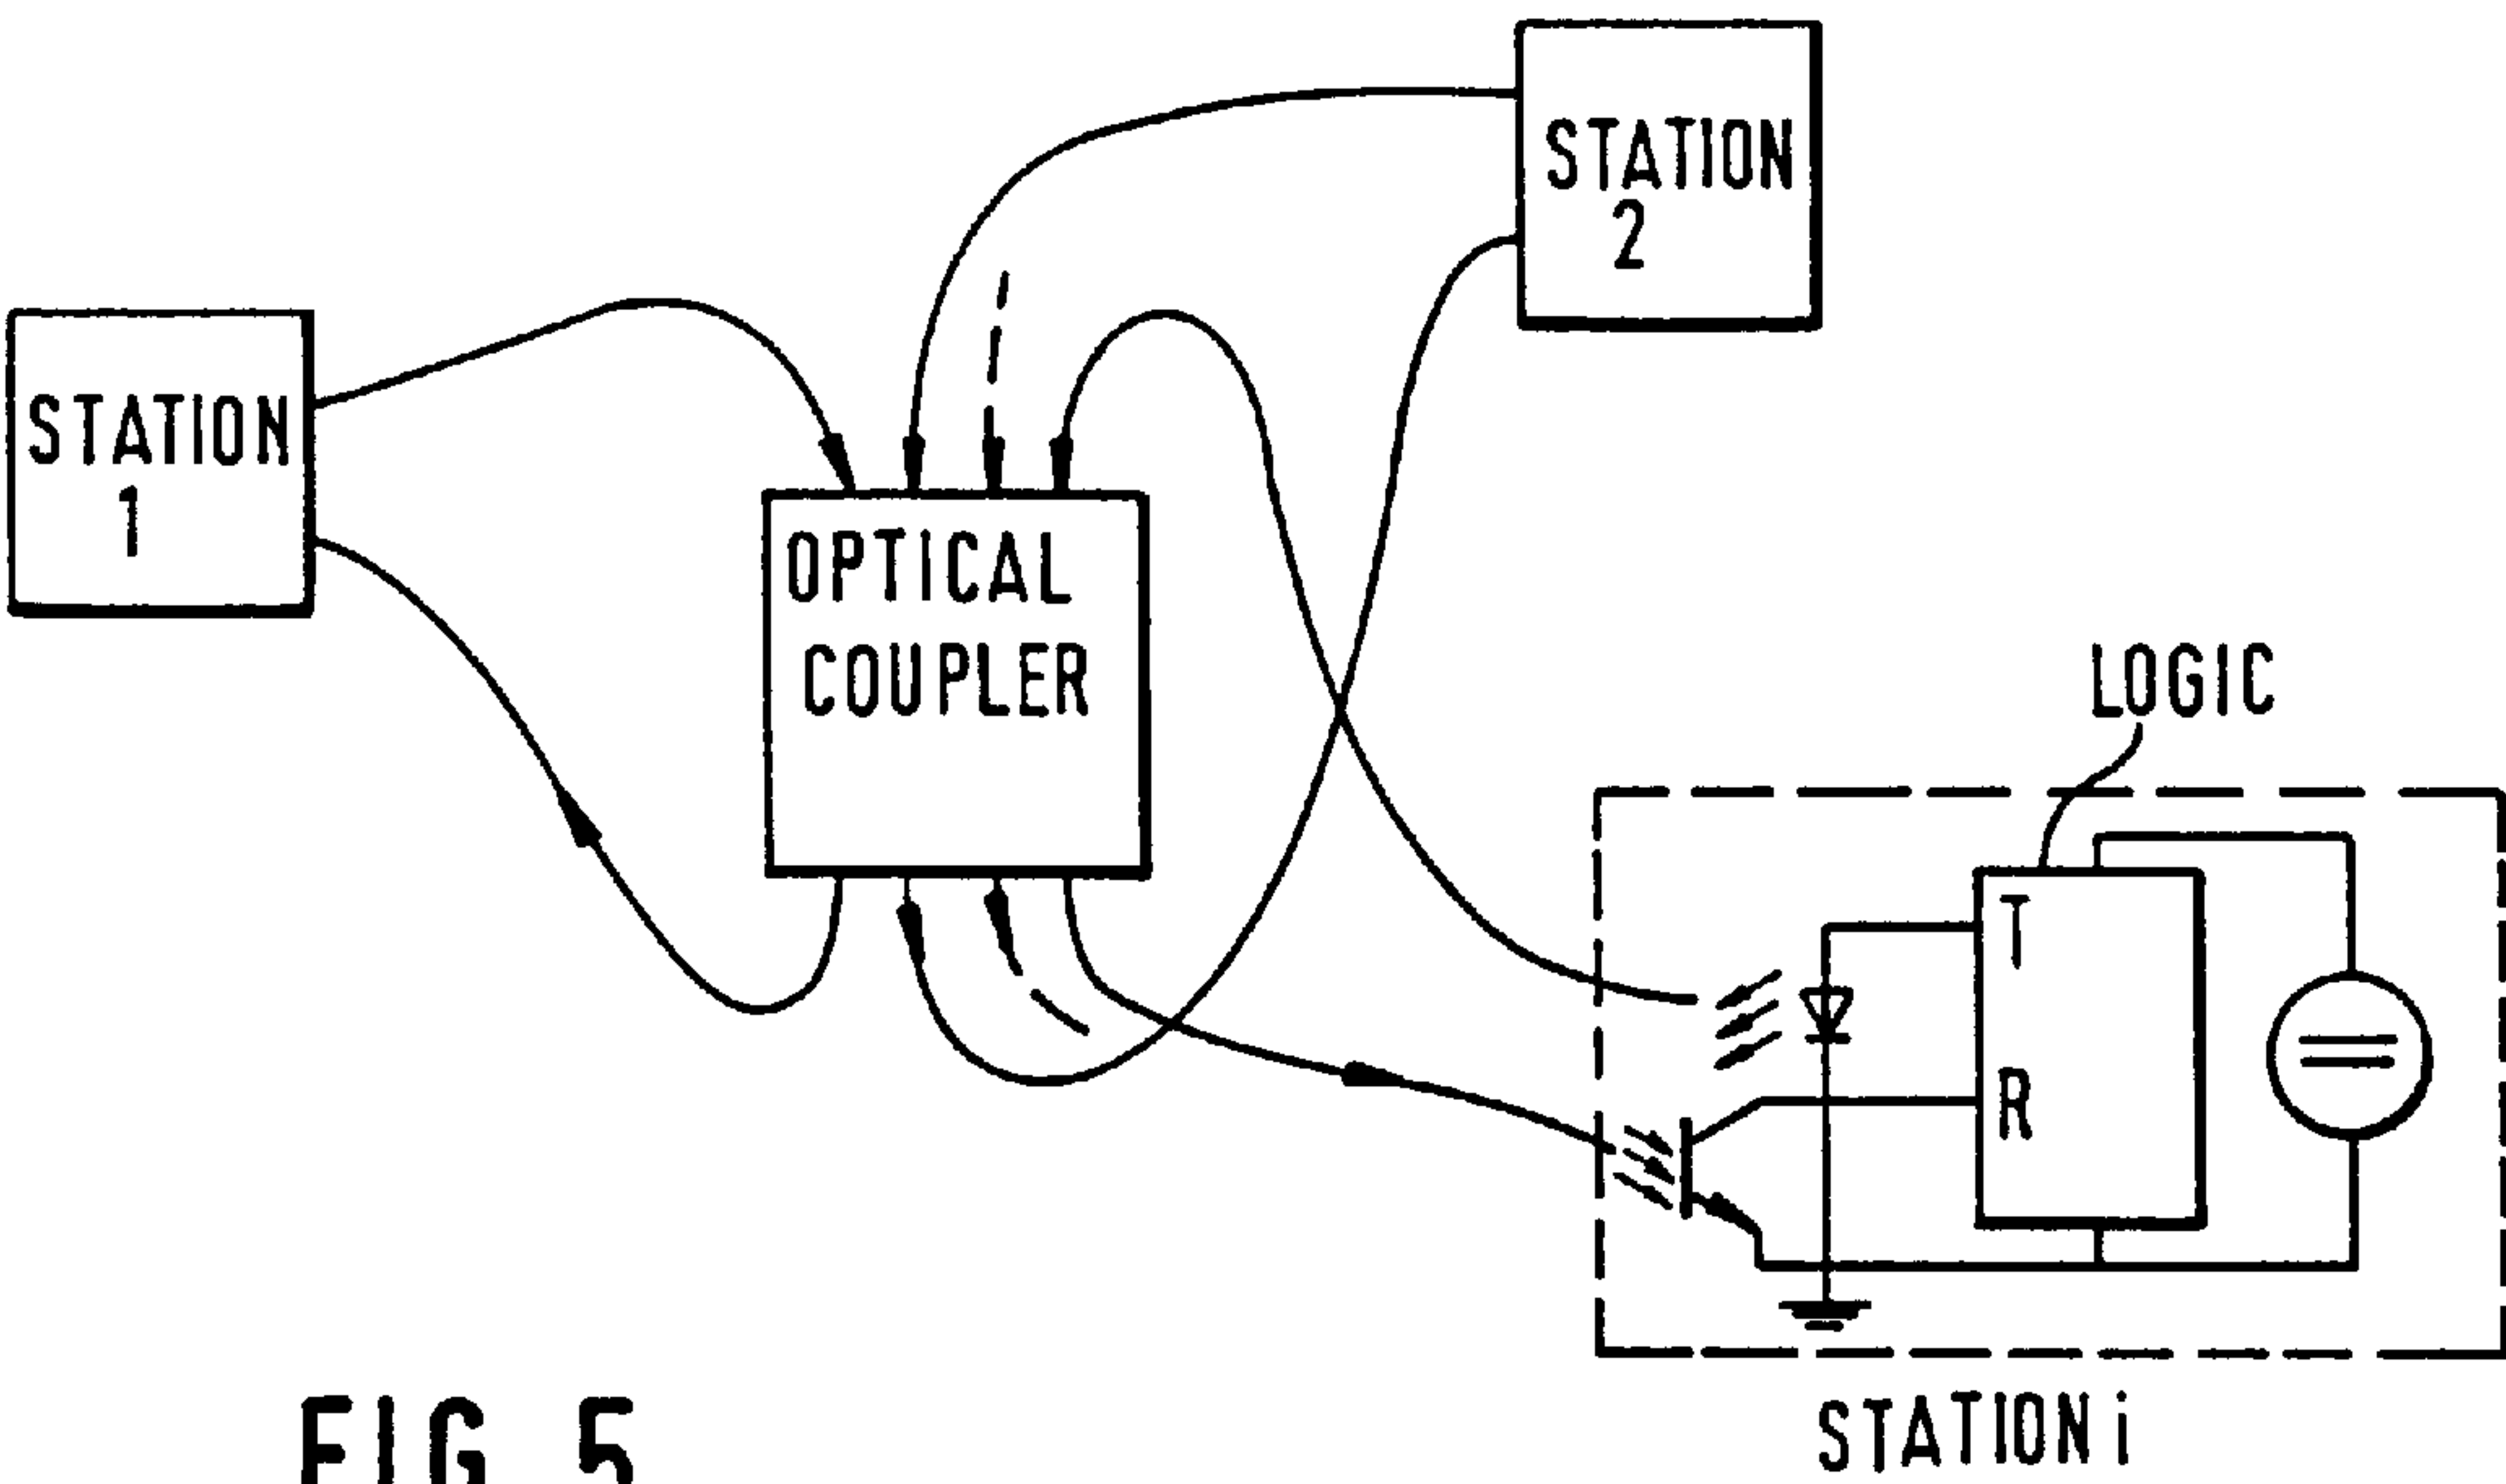 STATION
2
STATION
1
OPTICAL
COUPLER
LOGIC
T
R
STATION i
FIG 5